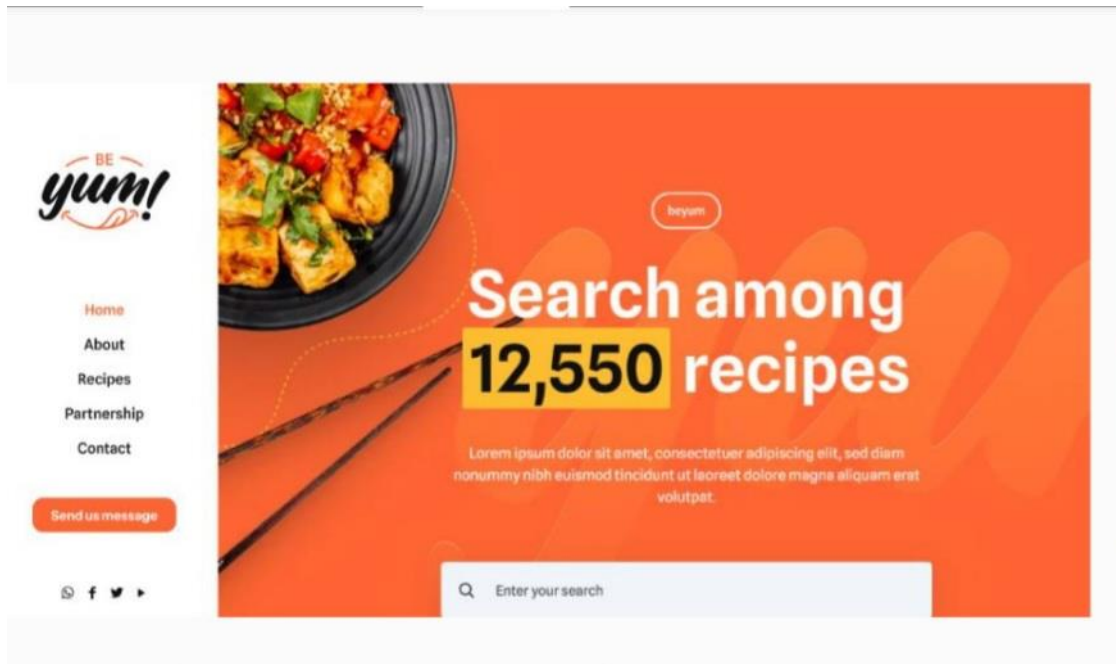 BE
yum!
Home
About
Recipes
Partnership
Contact
Send us message
beyum
Search among
12,550 recipes
Lorem ipsum dolor sit amet, consectetuer adipiscing elit, sed diam
nonummy nibh euismod tincidunt ut laoreet dolore magna aliquam erat
volutpat.
Enter your search